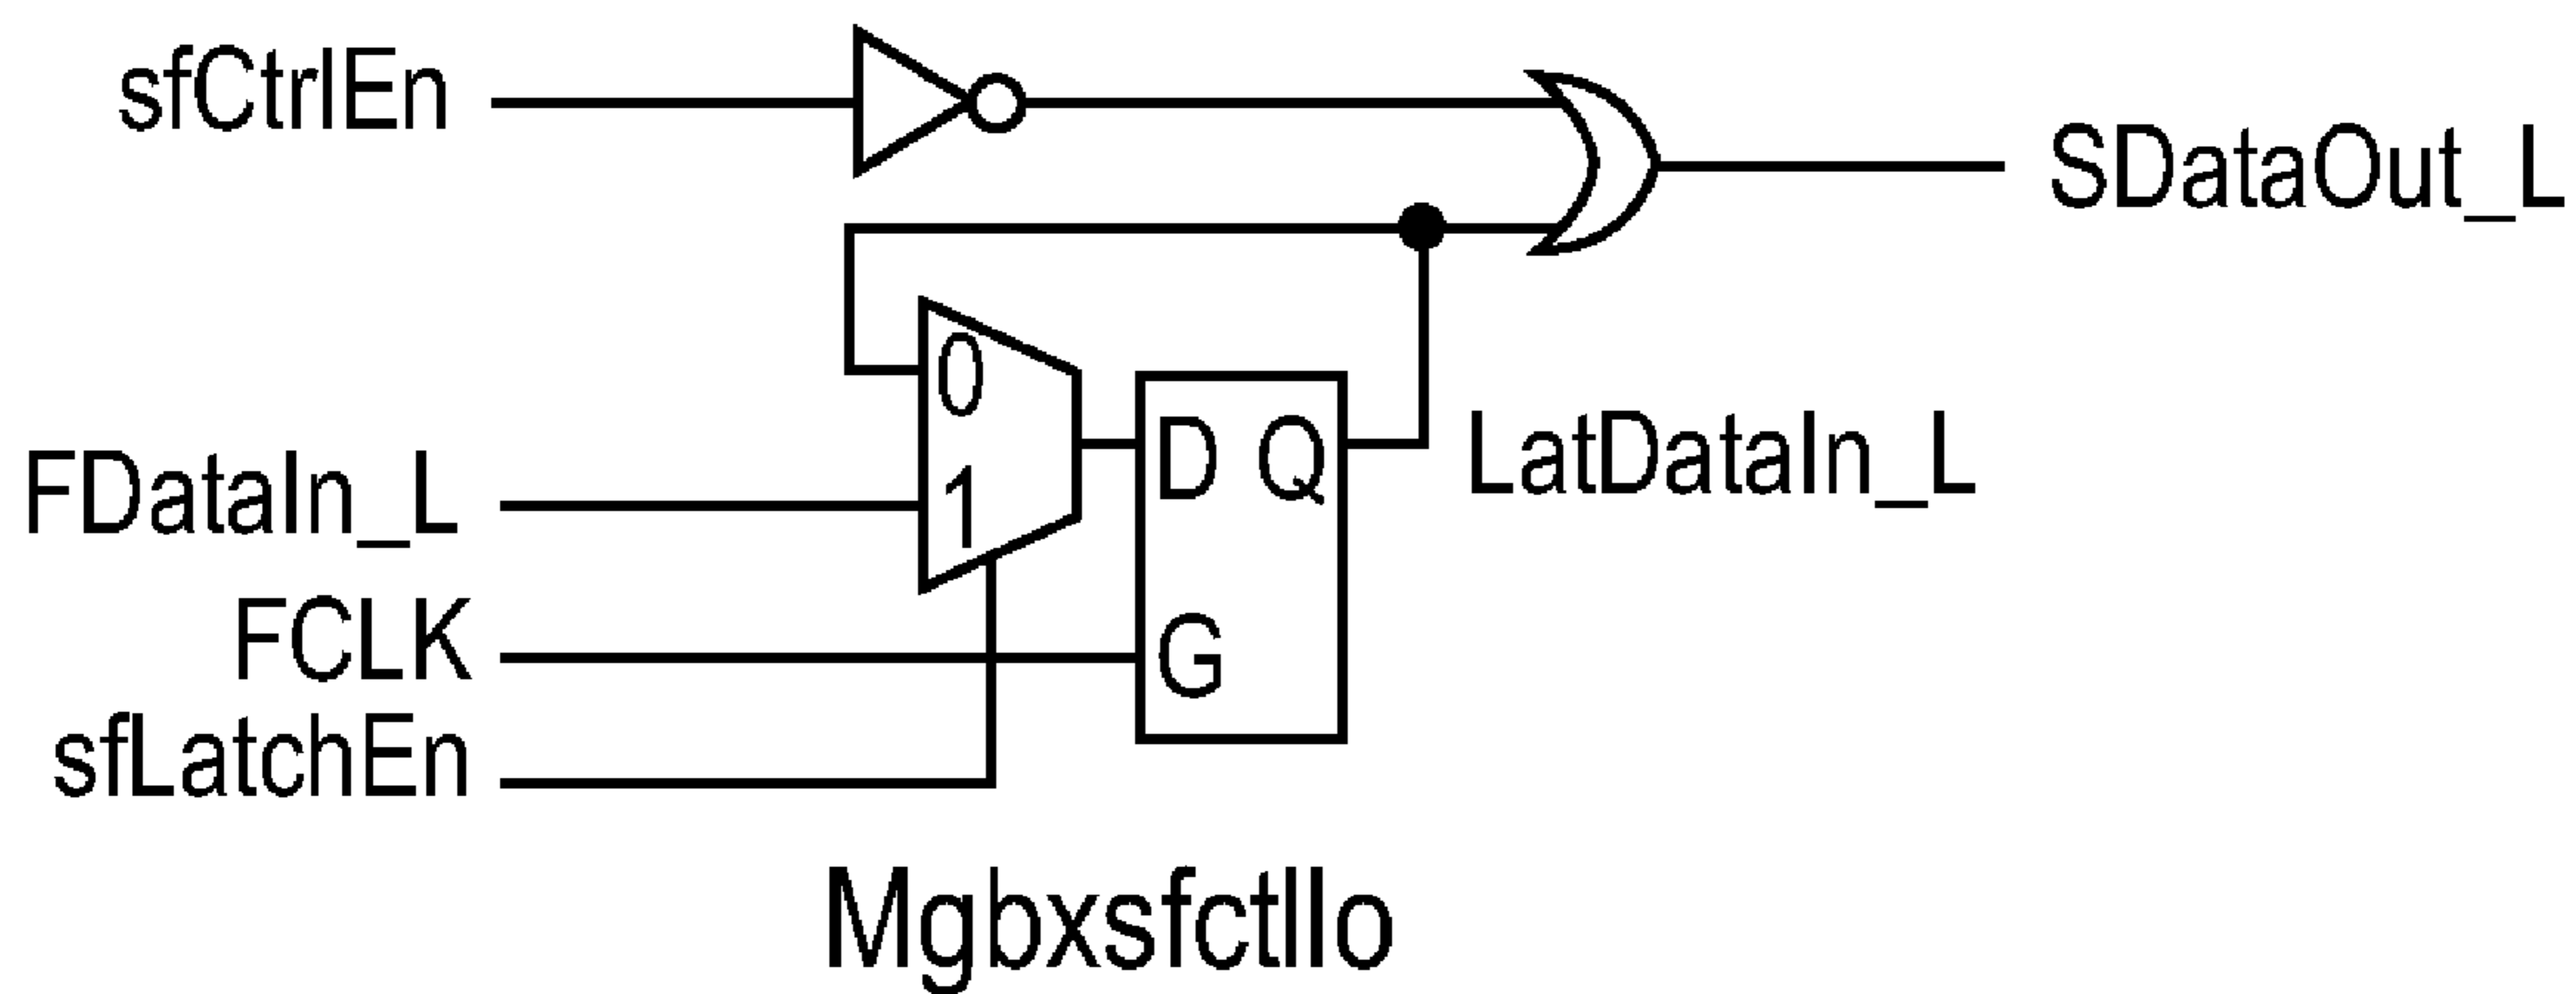 sfCtrlEn
SDataOut_L
0
FDataIn_L
1
D
Q
LatDataIn_L
FCLK
G
sfLatchEn
Mgbxsfctllo